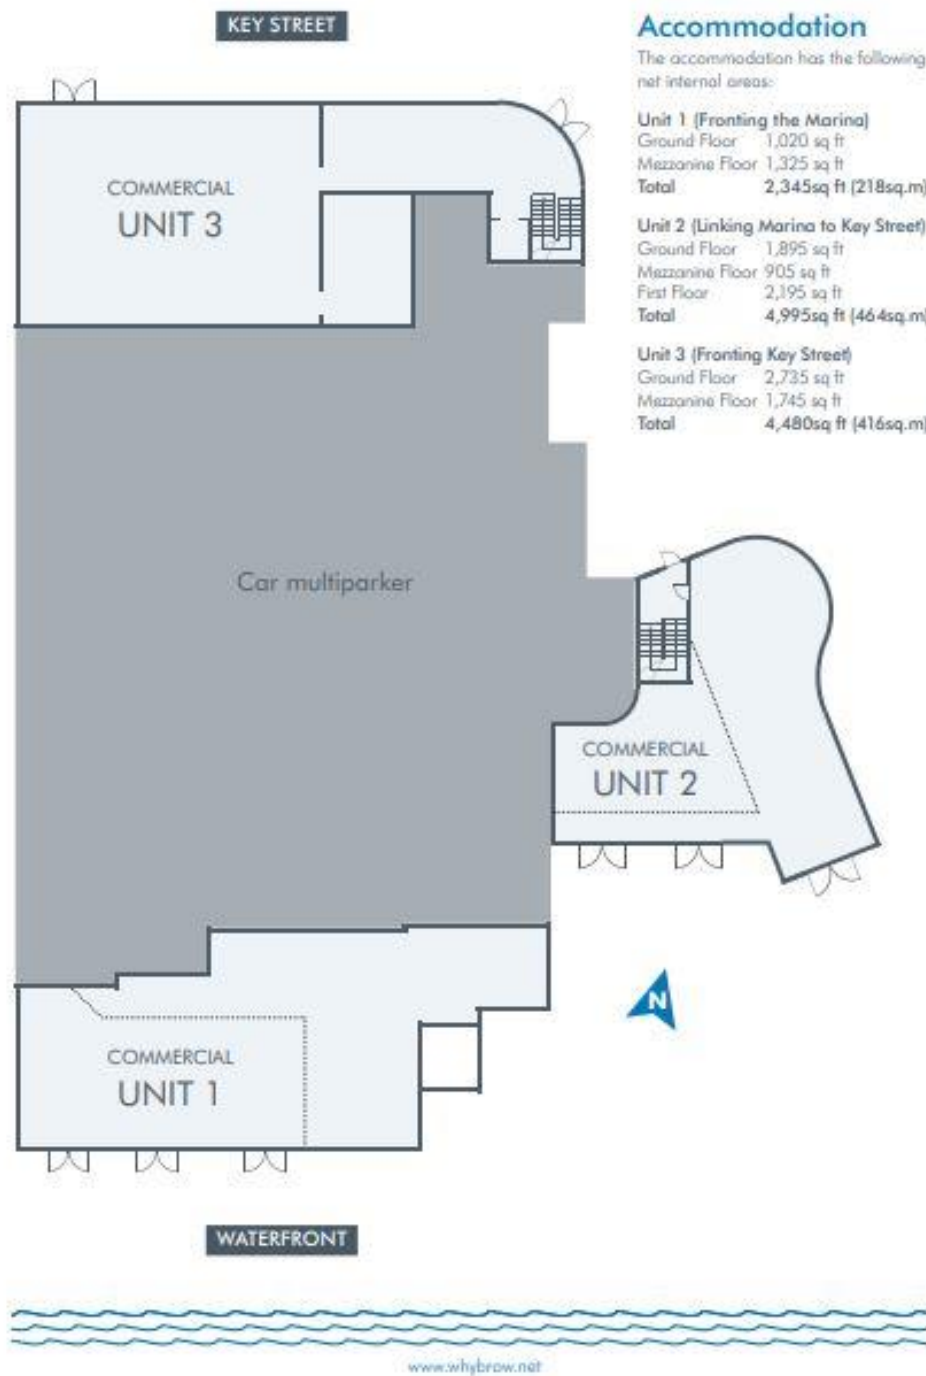 KEY STREET
Accommodation
The accommodation has the following
net internal areas:
Unit 1 (Fronting the Marina)
Ground Floor 1,020 sq ft
Mezzanine Floor 1,325 sq ft
Total 2,345sq ft (218sq.m)
Unit 2 (Linking Marina to Key Street)
Ground Floor 1,895 sq ft
Mezzanine Floor 905 sq ft
First Floor 2,195 sq ft
Total 4,995sq ft (464sq.m)
Unit 3 (Fronting Key Street)
Ground Floor 2,735 sq ft
Mezzanine Floor 1,745 sq ft
Total 4,480sq ft (416sq.m)
COMMERCIAL
UNIT 3
Car multiparker
COMMERCIAL
UNIT 2
N
COMMERCIAL
UNIT 1
WATERFRONT
www.whybrow.net